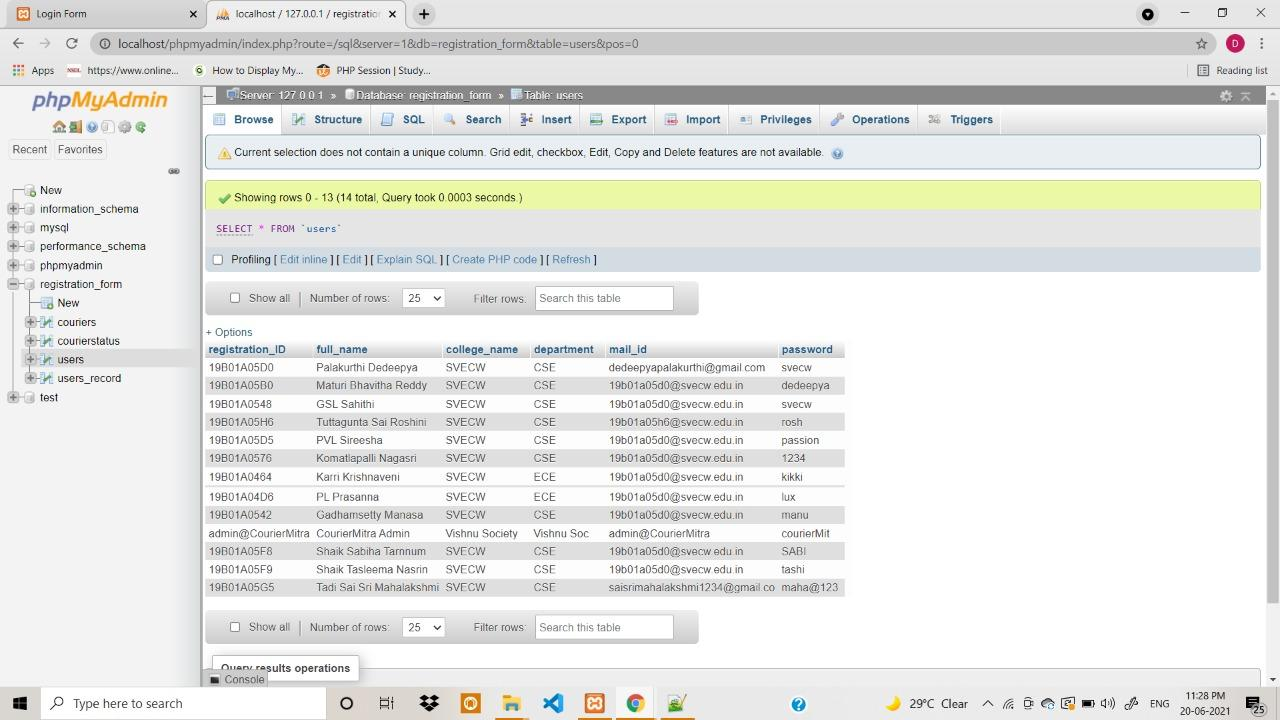 Login Form
localhost / 127.0.0.1 / registratio
localhost/phpmyadmin/index.php?route=/sql&server=1&db=registration_form&table=users&pos=0
D
Apps https://www.online... How to Display My... PHP Session | Study... Reading list
phpMyAdmin
Recent Favorites
New
information_schema
mysql
performance_schema
phpmyadmin
registration_form
New
couriers
courierstatus
users
users_record
test
Server: 127.0.0.1 » Database: registration_form » Table: users
Browse Structure SQL Search Insert Export Import Privileges Operations Triggers
Current selection does not contain a unique column. Grid edit, checkbox, Edit, Copy and Delete features are not available.
Showing rows 0 - 13 (14 total, Query took 0.0003 seconds.)
SELECT * FROM `users`
Profiling [ Edit inline ] [ Edit ] [ Explain SQL ] [ Create PHP code ] [ Refresh ]
Show all | Number of rows: 25 Filter rows: Search this table
+ Options
registration_ID full_name college_name department mail_id password
19B01A05D0 Palakurthi Dedeepya SVECW CSE dedeepyapalakurthi@gmail.com svecw
19B01A05B0 Maturi Bhavitha Reddy SVECW CSE 19b01a05d0@svecw.edu.in dedeepya
19B01A0548 GSL Sahithi SVECW CSE 19b01a05d0@svecw.edu.in svecw
19B01A05H6 Tuttagunta Sai Roshini SVECW CSE 19b01a05h6@svecw.edu.in rosh
19B01A05D5 PVL Sireesha SVECW CSE 19b01a05d0@svecw.edu.in passion
19B01A0576 Komatlapalli Nagasri SVECW CSE 19b01a05d0@svecw.edu.in 1234
19B01A0464 Karri Krishnaveni SVECW ECE 19b01a05d0@svecw.edu.in kikki
19B01A04D6 PL Prasanna SVECW ECE 19b01a05d0@svecw.edu.in lux
19B01A0542 Gadhamsetty Manasa SVECW CSE 19b01a05d0@svecw.edu.in manu
admin@CourierMitra CourierMitra Admin Vishnu Society Vishnu Soc admin@CourierMitra courierMit
19B01A05F8 Shaik Sabiha Tarnnum SVECW CSE 19b01a05d0@svecw.edu.in SABI
19B01A05F9 Shaik Tasleema Nasrin SVECW CSE 19b01a05d0@svecw.edu.in tashi
19B01A05G5 Tadi Sai Sri Mahalakshmi SVECW CSE saisrimahalakshmi1234@gmail.co maha@123
Show all | Number of rows: 25 Filter rows: Search this table
Query results operations
Console
Type here to search
29°C Clear
ENG
11:28 PM
20-06-2021
25